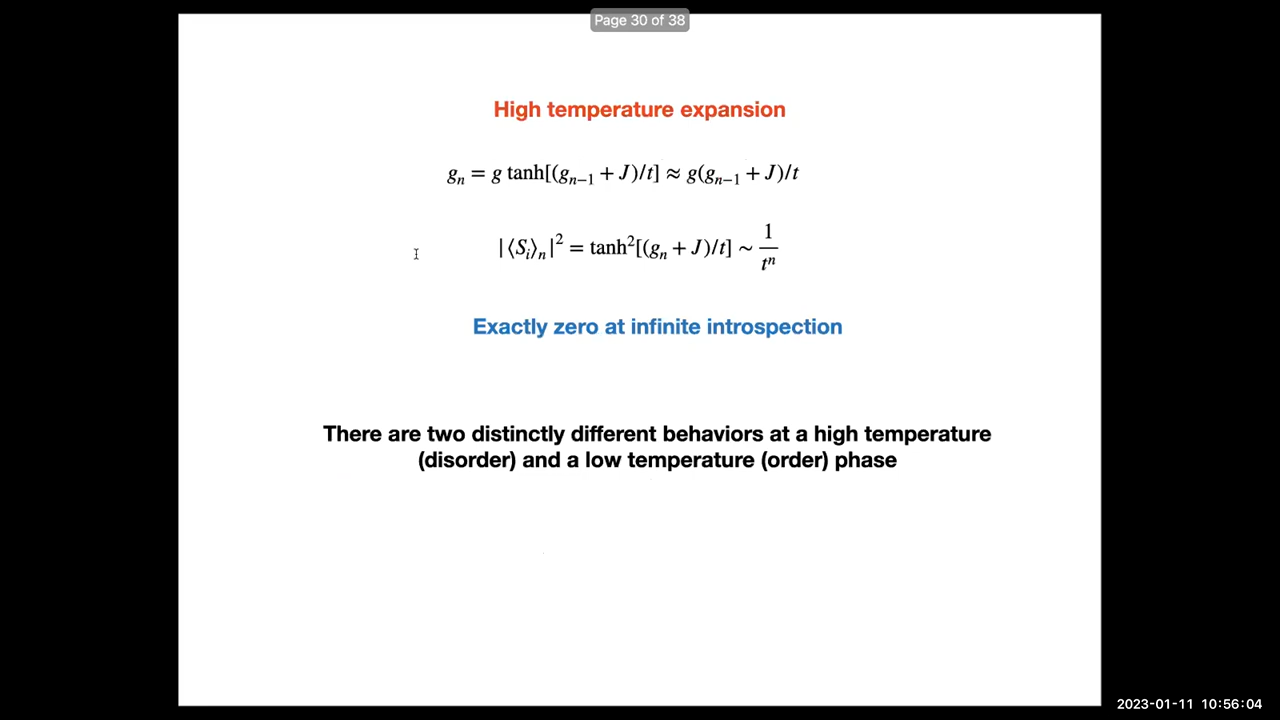 Page 30 of 38
High temperature expansion
gₙ = g tanh[(gₙ₋₁ + J)/t] ≈ g(gₙ₋₁ + J)/t
|⟨Sᵢ⟩ₙ|² = tanh²[(gₙ + J)/t] ~ 1/tⁿ
Exactly zero at infinite introspection
There are two distinctly different behaviors at a high temperature
(disorder) and a low temperature (order) phase
2023-01-11 10:56:04